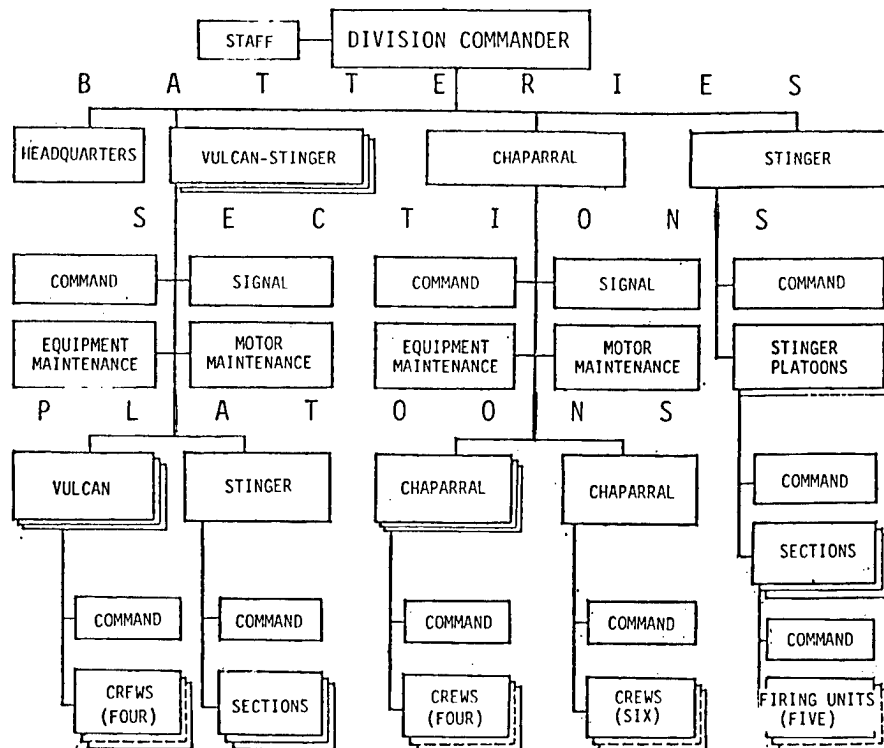 STAFF
DIVISION COMMANDER
B A T T E R I E S
HEADQUARTERS
VULCAN-STINGER
CHAPARRAL
STINGER
S E C T I O N S
COMMAND
SIGNAL
COMMAND
SIGNAL
COMMAND
EQUIPMENT
MAINTENANCE
MOTOR
MAINTENANCE
EQUIPMENT
MAINTENANCE
MOTOR
MAINTENANCE
STINGER
PLATOONS
P L A T O O N S
VULCAN
STINGER
CHAPARRAL
CHAPARRAL
COMMAND
SECTIONS
COMMAND
COMMAND
COMMAND
COMMAND
COMMAND
CREWS
(FOUR)
SECTIONS
CREWS
(FOUR)
CREWS
(SIX)
FIRING UNITS
(FIVE)